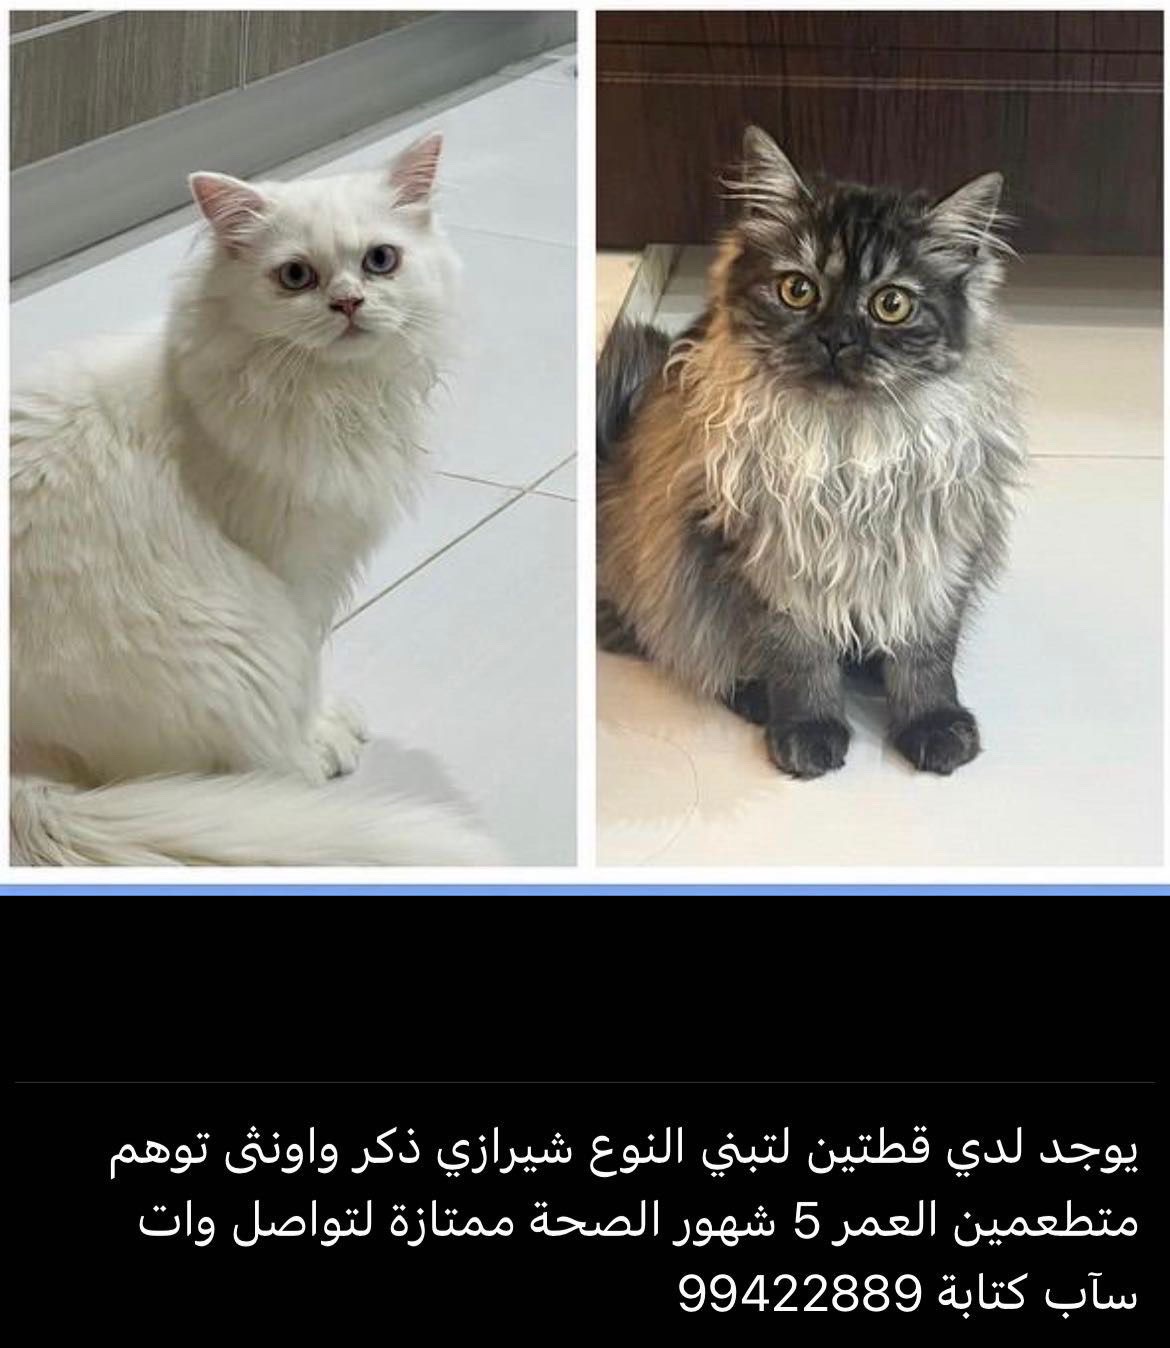 يوجد لدي قطتين لتبني النوع شيرازي ذكر واونثى توهم
متطعمين العمر 5 شهور الصحة ممتازة لتواصل وات
سآب كتابة 99422889